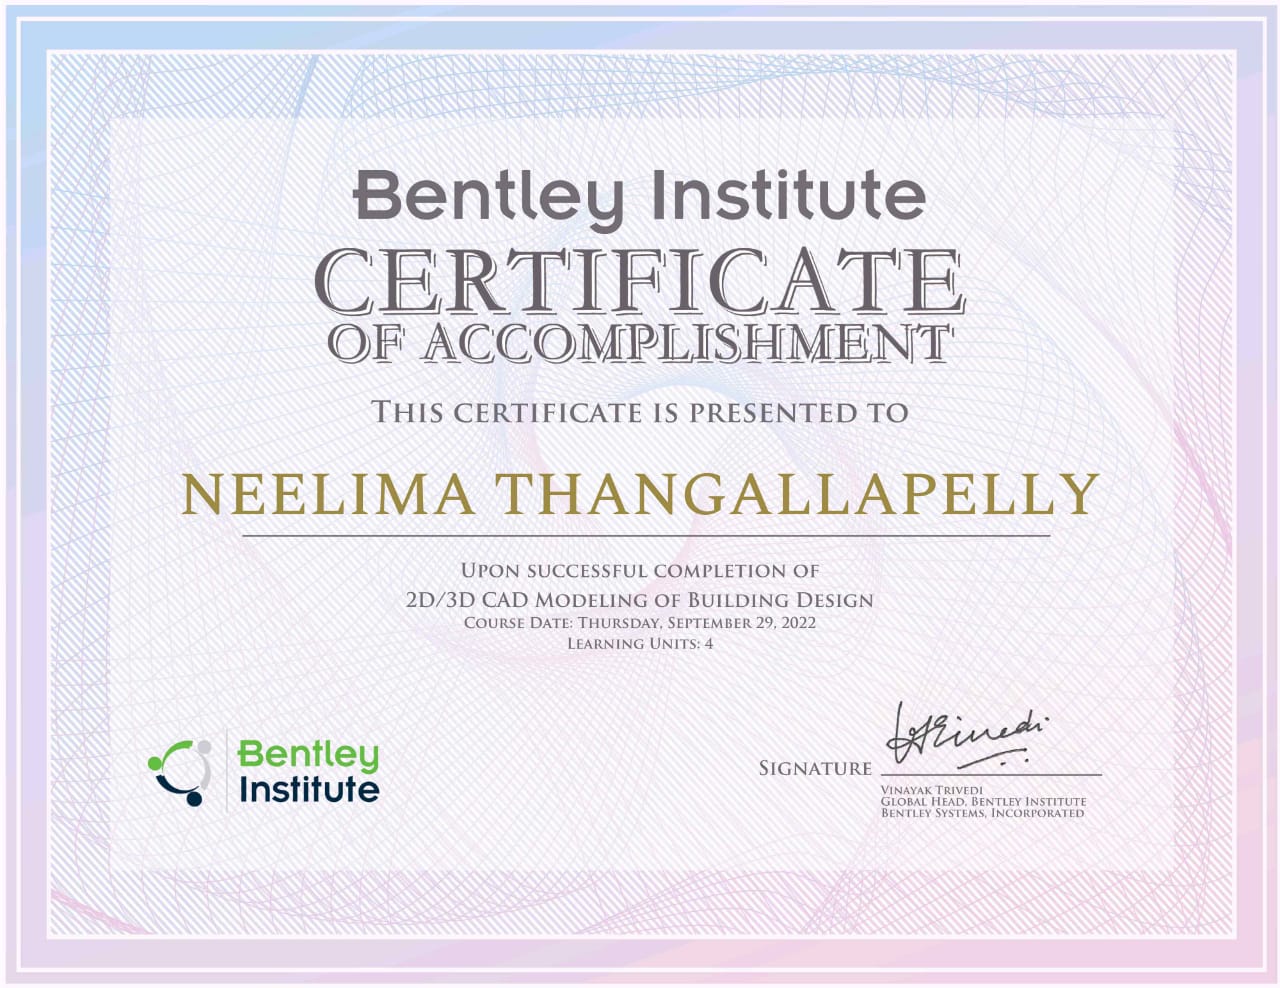 Bentley Institute
CERTIFICATE
OF ACCOMPLISHMENT
THIS CERTIFICATE IS PRESENTED TO
NEELIMA THANGALLAPELLY
UPON SUCCESSFUL COMPLETION OF
2D/3D CAD MODELING OF BUILDING DESIGN
COURSE DATE: THURSDAY, SEPTEMBER 29, 2022
LEARNING UNITS: 4
Bentley
Institute
SIGNATURE
VINAYAK TRIVEDI
GLOBAL HEAD, BENTLEY INSTITUTE
BENTLEY SYSTEMS, INCORPORATED